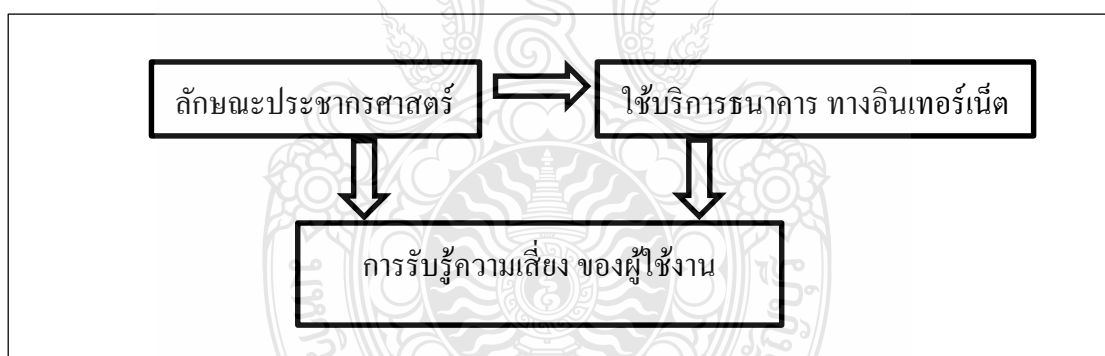 ลักษณะประชากรศาสตร์
ใช้บริการธนาคาร ทางอินเทอร์เน็ต
การรับรู้ความเสี่ยง ของผู้ใช้งาน